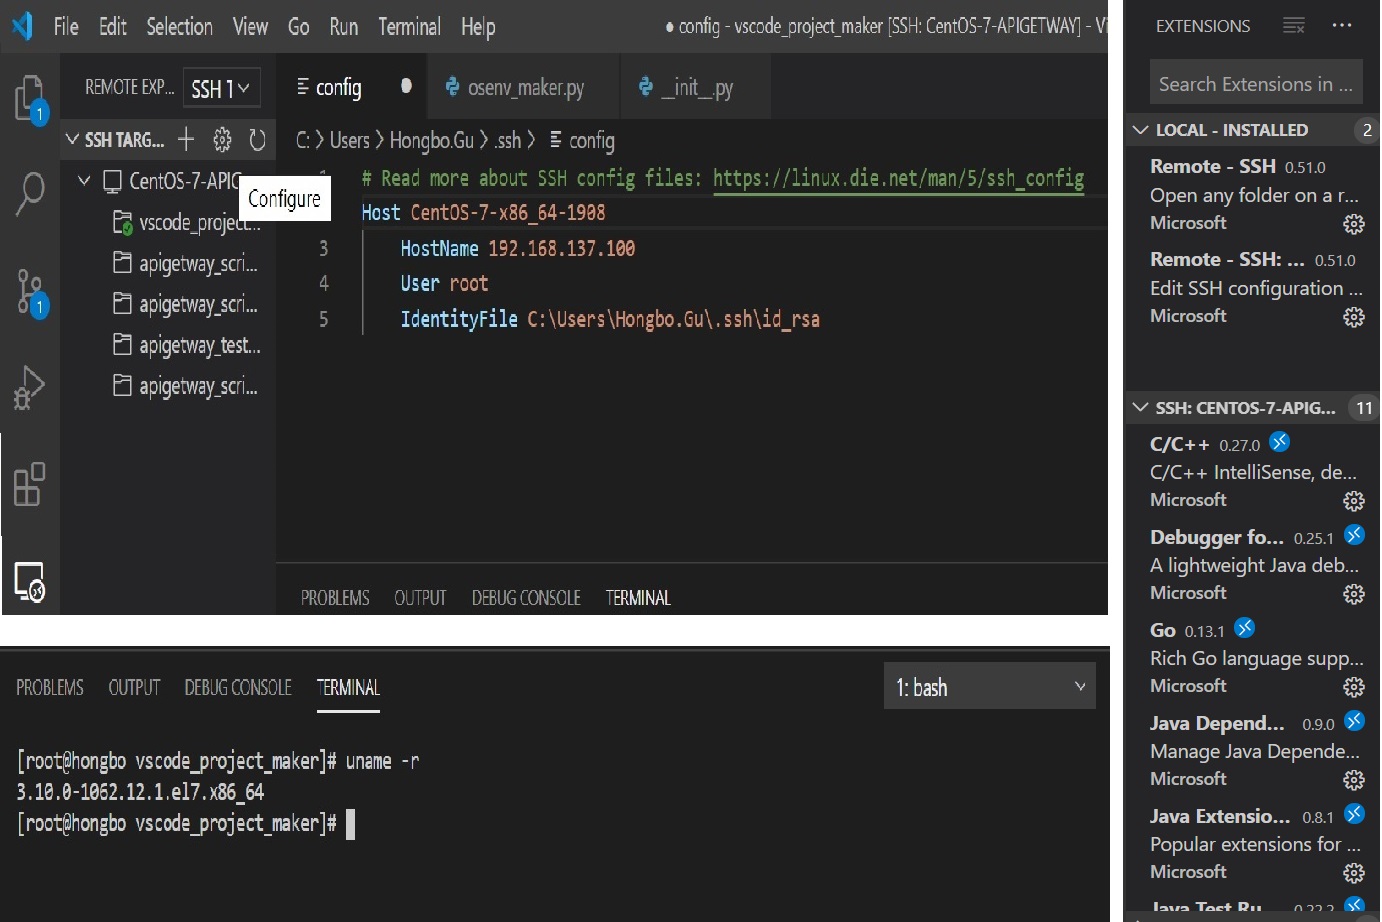 File Edit Selection View Go Run Terminal Help
● config - vscode_project_maker [SSH: CentOS-7-APIGETWAY] - Vi
REMOTE EXP... SSH T
config
osenv_maker.py
__init__.py
1
SSH TARG...
C: > Users > Hongbo.Gu > .ssh > config
CentOS-7-APIG
Configure
vscode_project...
apigetway_scri...
apigetway_scri...
apigetway_test...
apigetway_scri...
1
# Read more about SSH config files: https://linux.die.net/man/5/ssh_config
Host CentOS-7-x86_64-1908
3 HostName 192.168.137.100
4 User root
5 IdentityFile C:\Users\Hongbo.Gu\.ssh\id_rsa
PROBLEMS OUTPUT DEBUG CONSOLE TERMINAL
PROBLEMS OUTPUT DEBUG CONSOLE TERMINAL
1: bash
[root@hongbo vscode_project_maker]# uname -r
3.10.0-1062.12.1.el7.x86_64
[root@hongbo vscode_project_maker]#
EXTENSIONS
Search Extensions in ...
LOCAL - INSTALLED 2
Remote - SSH 0.51.0
Open any folder on a r...
Microsoft
Remote - SSH: ... 0.51.0
Edit SSH configuration ...
Microsoft
SSH: CENTOS-7-APIG... 11
C/C++ 0.27.0
C/C++ IntelliSense, de...
Microsoft
Debugger fo... 0.25.1
A lightweight Java deb...
Microsoft
Go 0.13.1
Rich Go language supp...
Microsoft
Java Depend... 0.9.0
Manage Java Depende...
Microsoft
Java Extensio... 0.8.1
Popular extensions for ...
Microsoft
Java Test Ru... 0.22.2